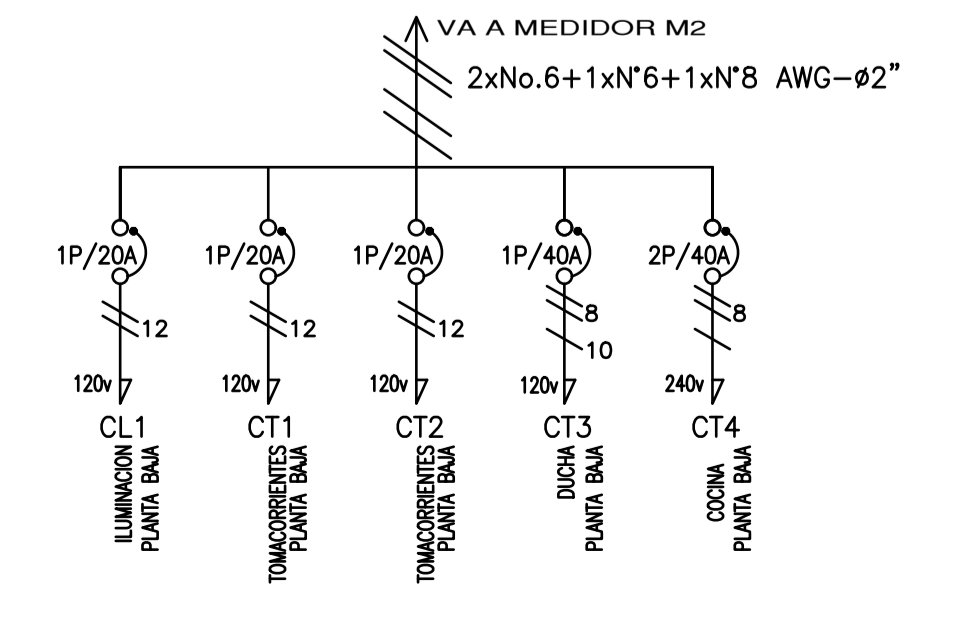 VA A MEDIDOR M2
2xNo.6+1xN°6+1xN°8 AWG-ø2"
1P/20A
1P/20A
1P/20A
1P/40A
2P/40A
12
12
12
8
10
8
120v
120v
120v
120v
240v
CL1
CT1
CT2
CT3
CT4
ILUMINACION
PLANTA BAJA
TOMACORRIENTES
PLANTA BAJA
TOMACORRIENTES
PLANTA BAJA
DUCHA
PLANTA BAJA
COCINA
PLANTA BAJA